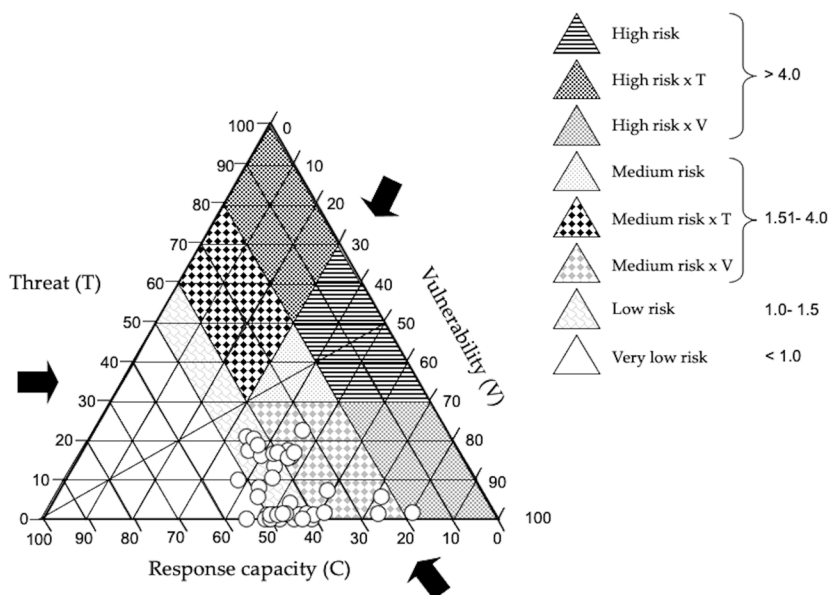 High risk
High risk x T
> 4.0
High risk x V
Medium risk
Medium risk x T
1.51- 4.0
Medium risk x V
Low risk
1.0- 1.5
Very low risk
< 1.0
100
0
90
10
80
20
70
30
60
40
50
50
40
60
30
70
20
80
10
90
0
100
Threat (T)
Vulnerability (V)
100 90 80 70 60 50 40 30 20 10 0
Response capacity (C)